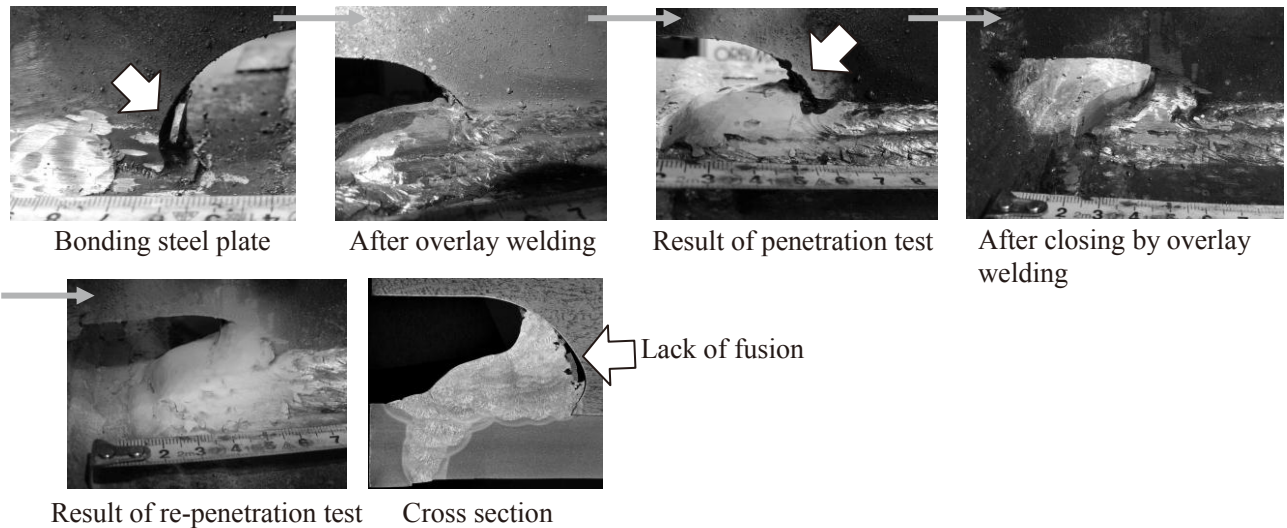 Bonding steel plate
After overlay welding
Result of penetration test
After closing by overlay
welding
Lack of fusion
Result of re-penetration test
Cross section